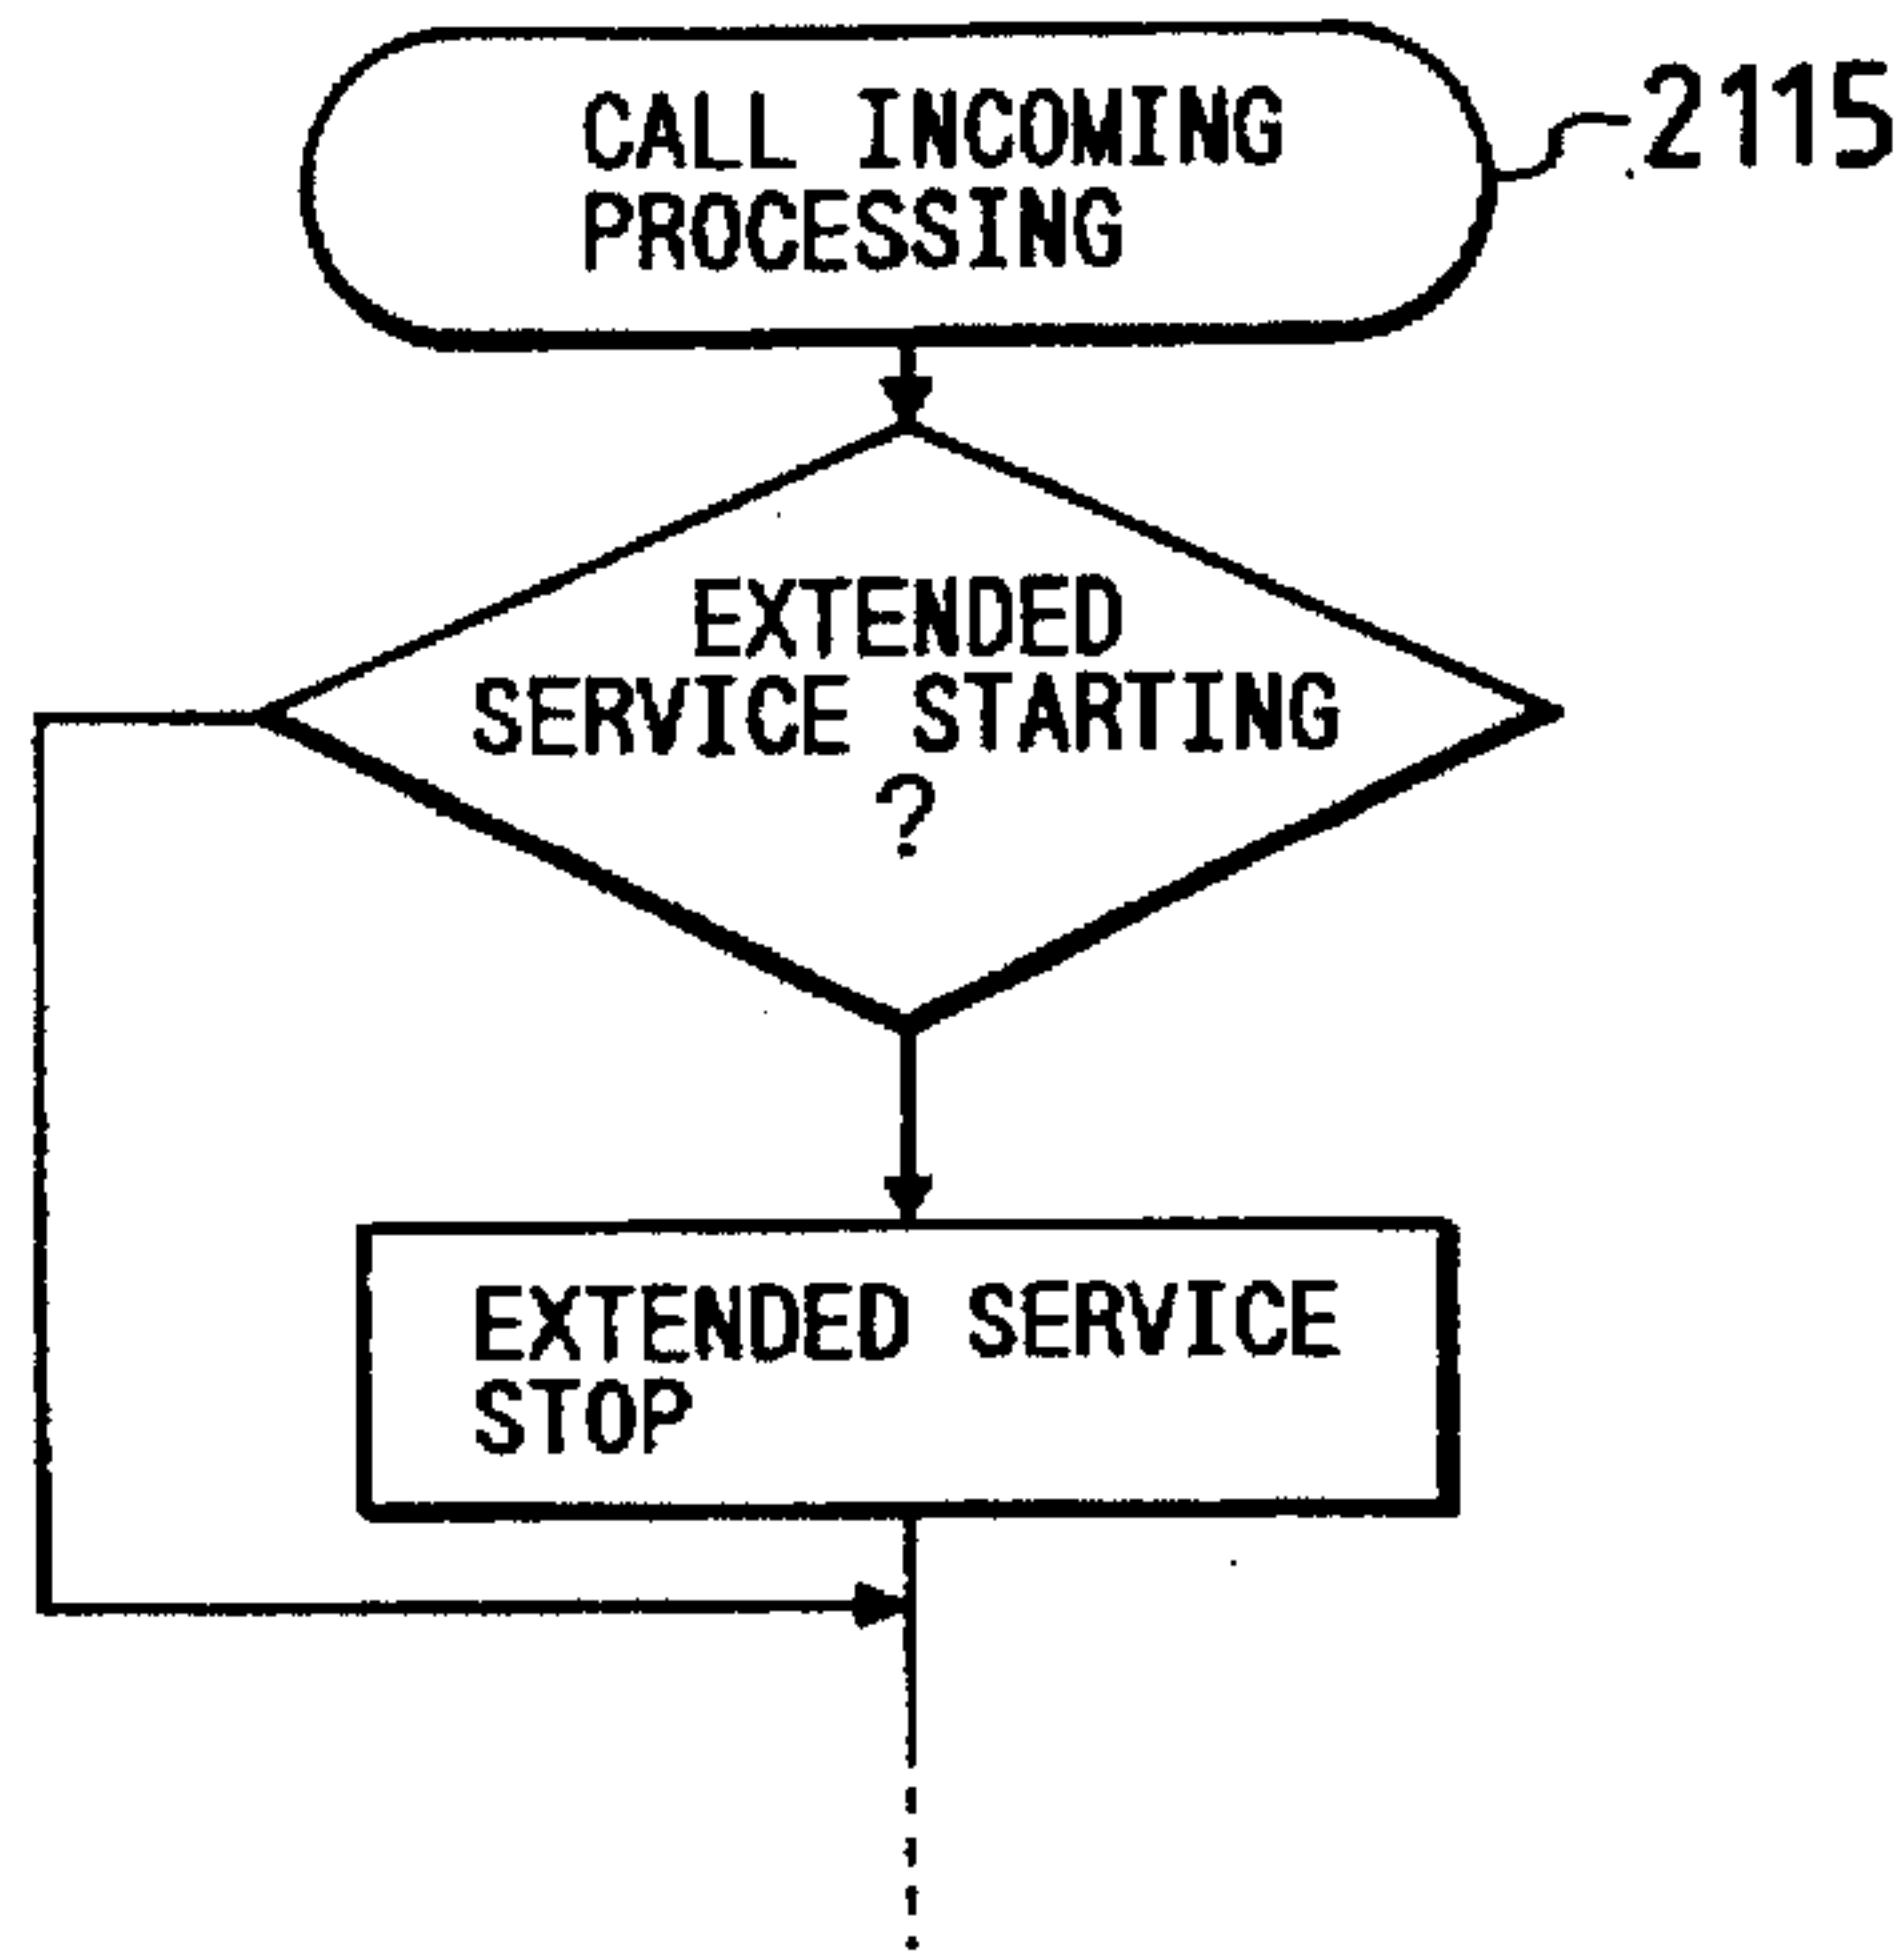 CALL INCOMING
PROCESSING
2115
EXTENDED
SERVICE STARTING
?
EXTENDED SERVICE
STOP